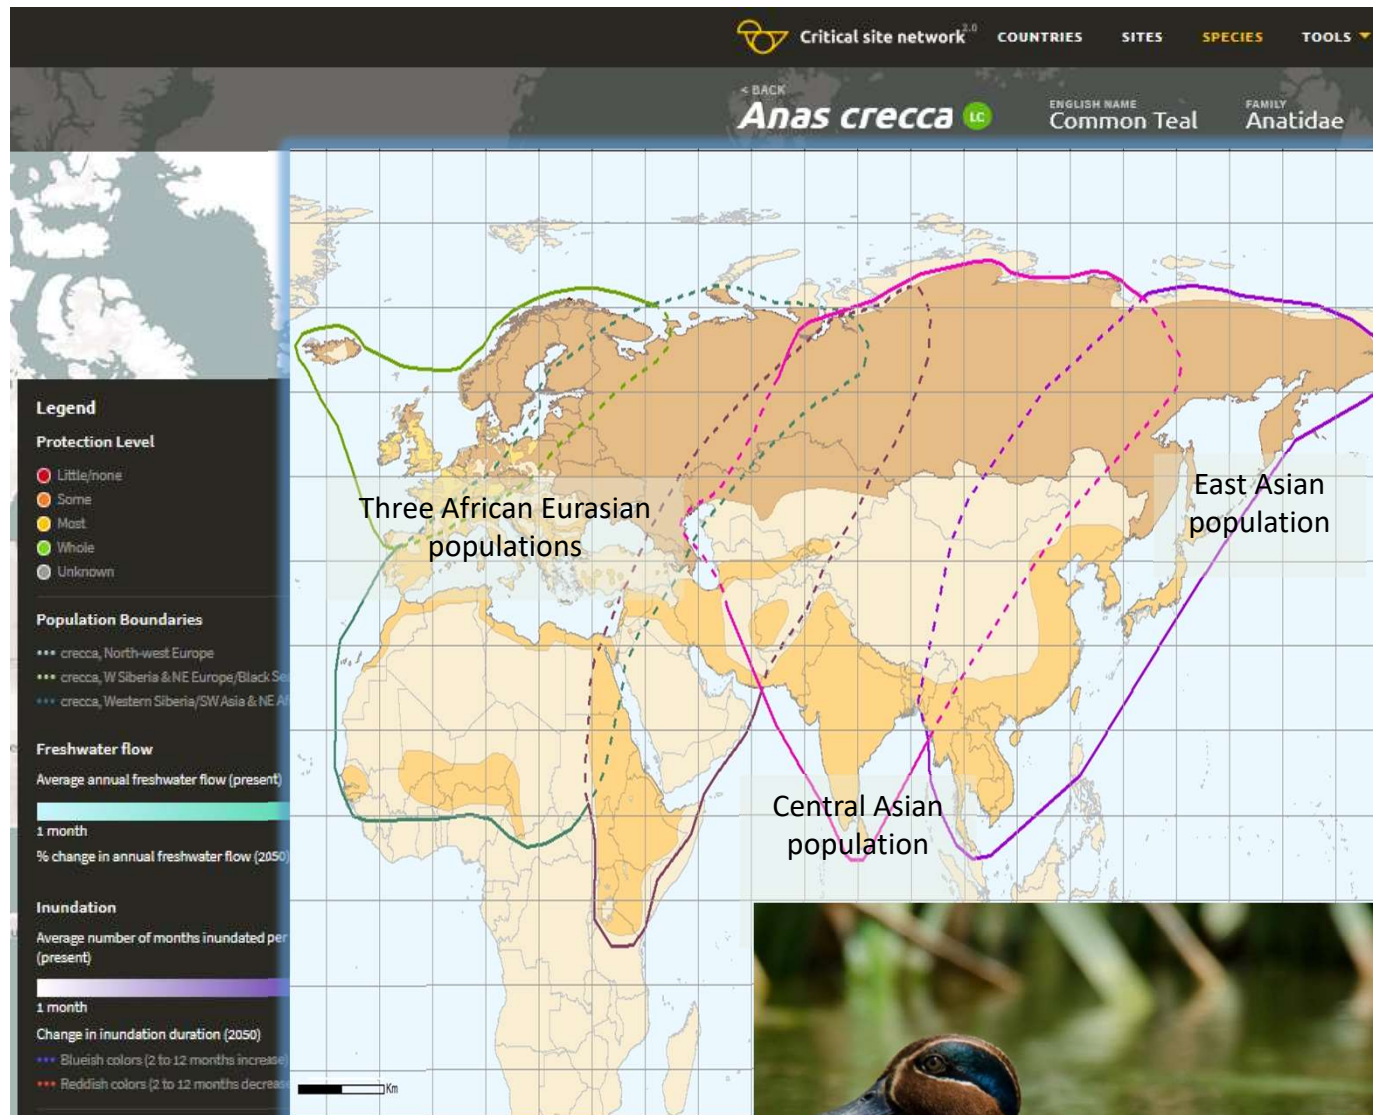 Critical site network 2.0
COUNTRIES
SITES
SPECIES
TOOLS
< BACK
Anas crecca LC
ENGLISH NAME
Common Teal
FAMILY
Anatidae
Legend
Protection Level
Little/none
Some
Most
Whole
Unknown
Population Boundaries
crecca, North-west Europe
crecca, W Siberia & NE Europe/Black Se
crecca, Western Siberia/SW Asia & NE Af
Freshwater flow
Average annual freshwater flow (present)
1 month
% change in annual freshwater flow (2050)
Inundation
Average number of months inundated per
(present)
1 month
Change in inundation duration (2050)
Blueish colors (2 to 12 months increase)
Reddish colors (2 to 12 months decrease
Three African Eurasian
populations
East Asian
population
Central Asian
population
Km